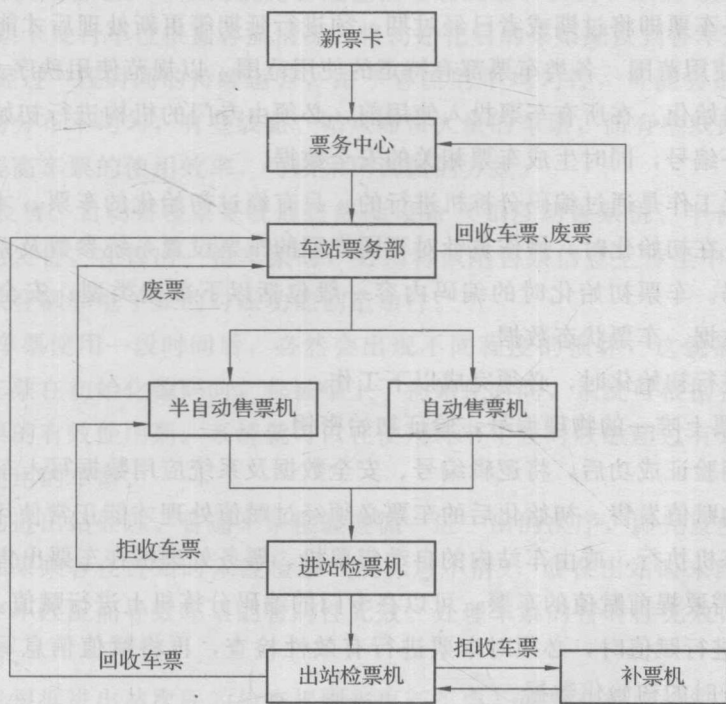 新票卡
票务中心
车站票务部
回收车票、废票
废票
半自动售票机
自动售票机
拒收车票
进站检票机
回收车票
出站检票机
拒收车票
补票机